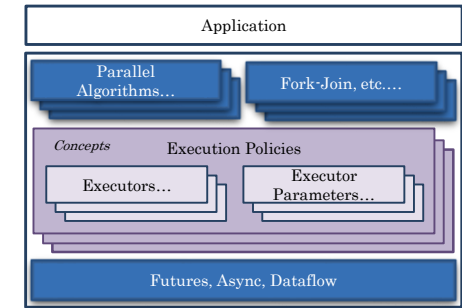 Application
Parallel
Algorithms…
Fork-Join, etc.…
Concepts
Execution Policies
Executors…
Executor
Parameters…
Futures, Async, Dataflow